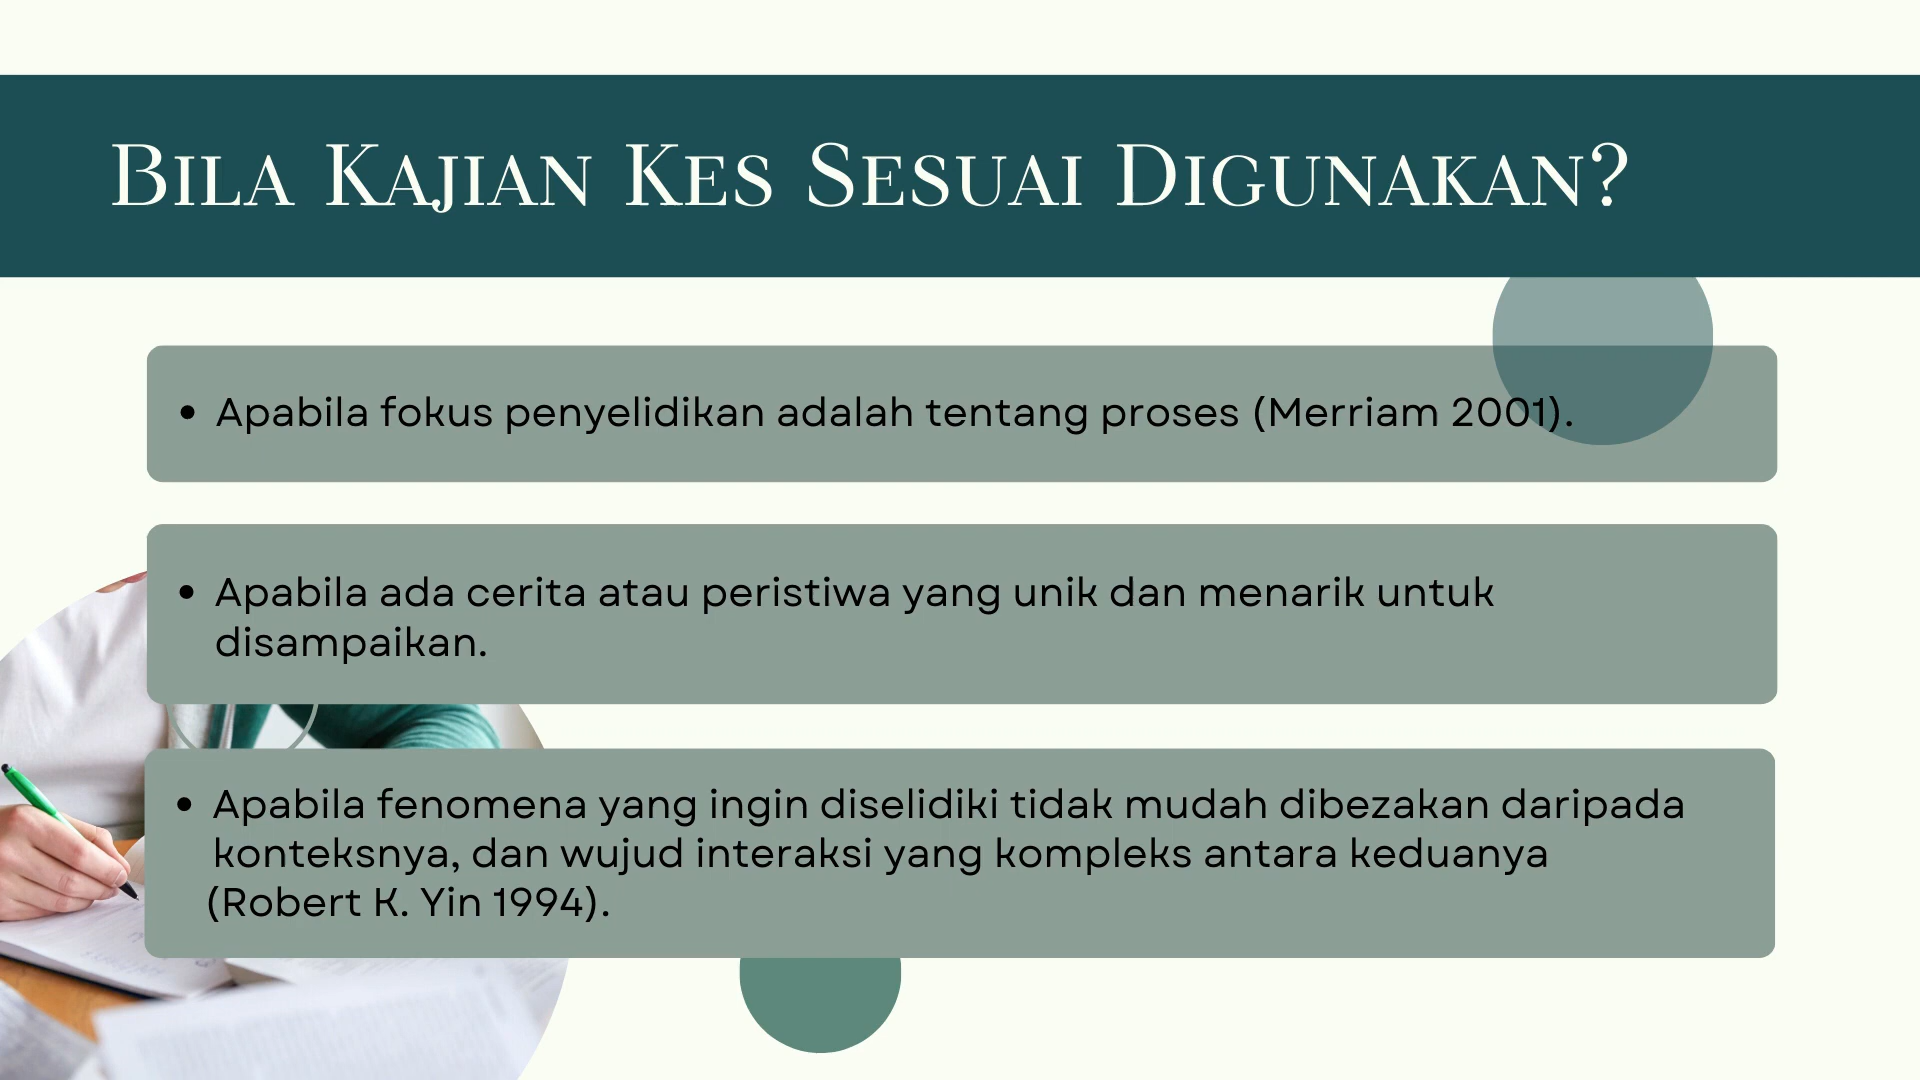 Bila Kajian Kes Sesuai Digunakan?
• Apabila fokus penyelidikan adalah tentang proses (Merriam 2001).
• Apabila ada cerita atau peristiwa yang unik dan menarik untuk
disampaikan.
• Apabila fenomena yang ingin diselidiki tidak mudah dibezakan daripada
konteksnya, dan wujud interaksi yang kompleks antara keduanya
(Robert K. Yin 1994).